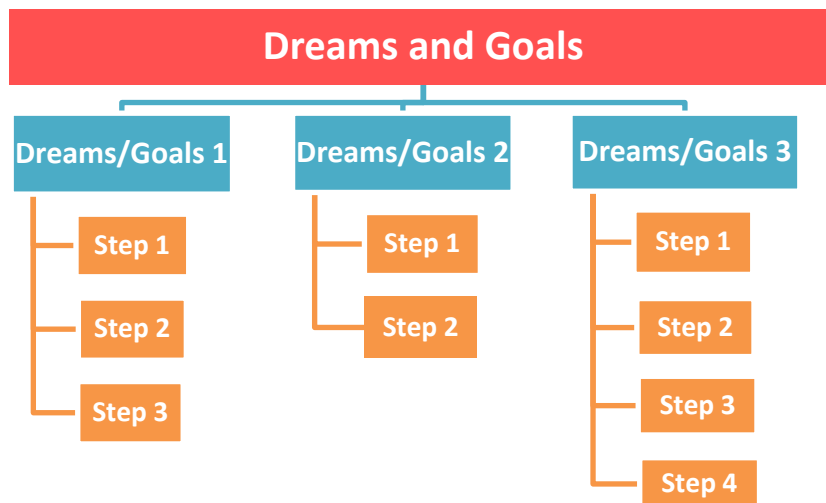 Dreams and Goals
Dreams/Goals 1
Step 1
Step 2
Step 3
Dreams/Goals 2
Step 1
Step 2
Dreams/Goals 3
Step 1
Step 2
Step 3
Step 4